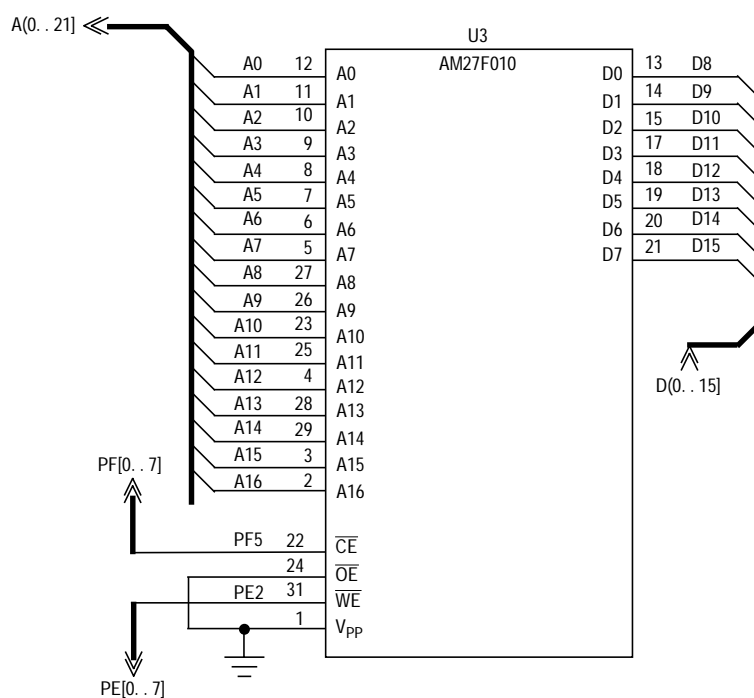 A(0. . 21]
U3
AM27F010
A0 12 A0 D0 13 D8
A1 11 A1 D1 14 D9
A2 10 A2 D2 15 D10
A3 9 A3 D3 17 D11
A4 8 A4 D4 18 D12
A5 7 A5 D5 19 D13
A6 6 A6 D6 20 D14
A7 5 A7 D7 21 D15
A8 27 A8
A9 26 A9
A10 23 A10
A11 25 A11
A12 4 A12
D(0. . 15]
A13 28 A13
A14 29 A14
A15 3 A15
PF[0. . 7]
A16 2 A16
PF5 22 CE
24 OE
PE2 31 WE
1 VPP
PE[0. . 7]